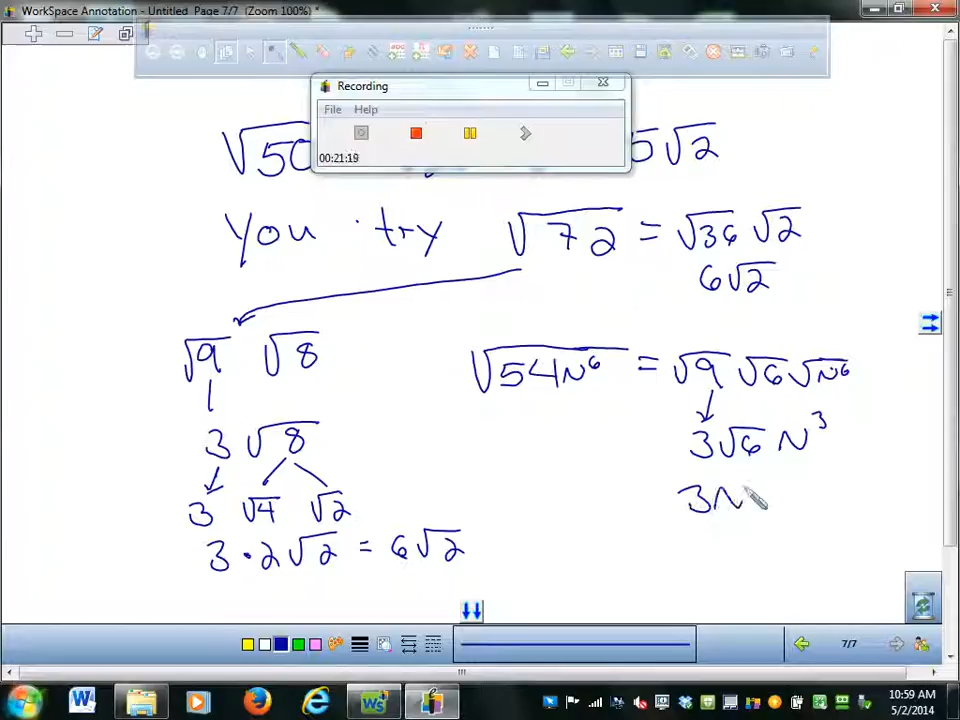 WorkSpace Annotation - Untitled Page 7/7 (Zoom 100%) *
Recording
File Help
00:21:19
√50 5√2
You try √72 = √36 √2
6√2
√9 √8
√54N⁶ = √9 √6 √N⁶
3 √8
3√6 N³
3 √4 √2
3N
3 • 2√2 = 6√2
7/7
10:59 AM
5/2/2014